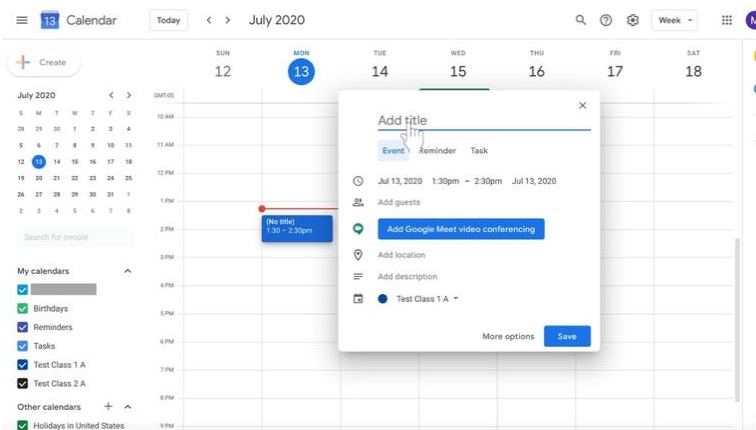 13 Calendar Today July 2020 Week
Create
July 2020
S M T W T F S
28 29 30 1 2 3 4
5 6 7 8 9 10 11
12 13 14 15 16 17 18
19 20 21 22 23 24 25
26 27 28 29 30 31 1
2 3 4 5 6 7 8
Search for people
My calendars
Birthdays
Reminders
Tasks
Test Class 1 A
Test Class 2 A
Other calendars
Holidays in United States
SUN MON TUE WED THU FRI SAT
12 13 14 15 16 17 18
GMT-05
10 AM
11 AM
12 PM
1 PM
2 PM
3 PM
4 PM
5 PM
6 PM
7 PM
8 PM
9 PM
(No title)
1:30 – 2:30pm
Add title
Event Reminder Task
Jul 13, 2020 1:30pm – 2:30pm Jul 13, 2020
Add guests
Add Google Meet video conferencing
Add location
Add description
Test Class 1 A
More options Save